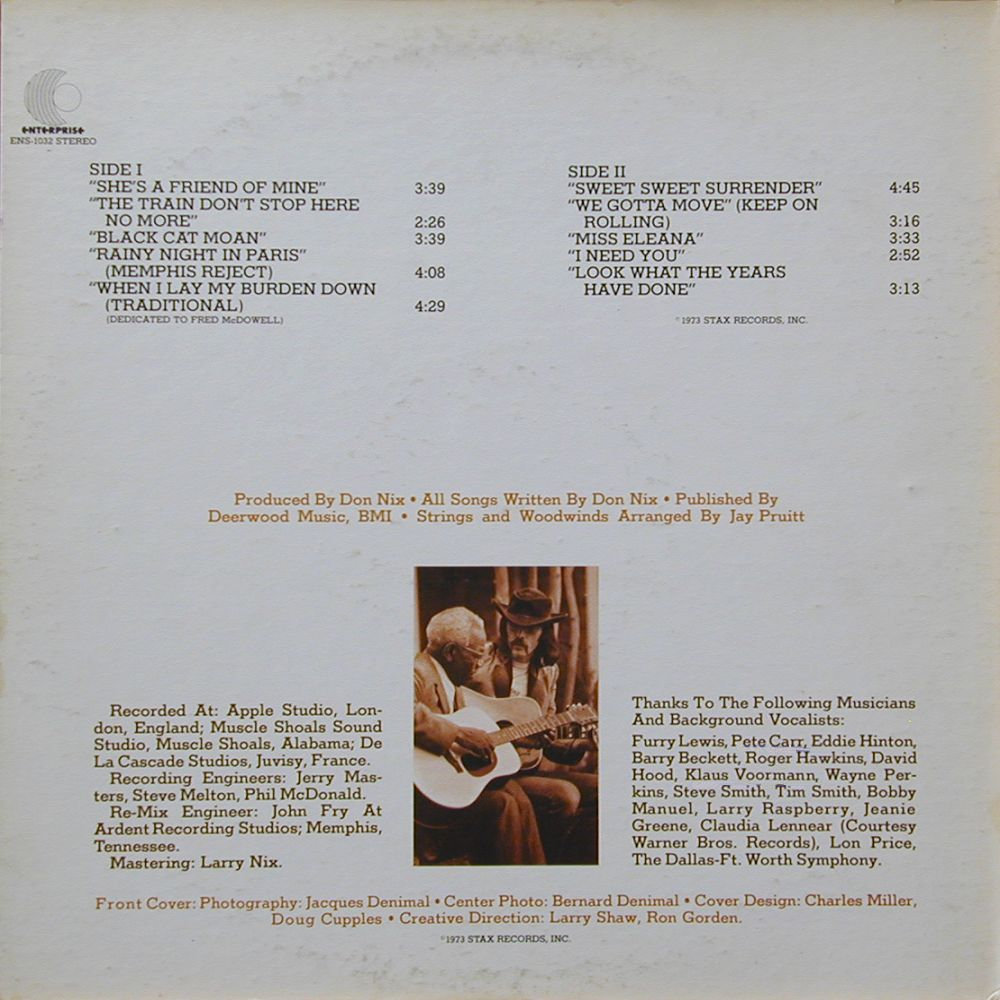 ENTERPRISE
ENS-1032 STEREO
SIDE I
"SHE'S A FRIEND OF MINE" 3:39
"THE TRAIN DON'T STOP HERE
NO MORE" 2:26
"BLACK CAT MOAN" 3:39
"RAINY NIGHT IN PARIS"
(MEMPHIS REJECT) 4:08
"WHEN I LAY MY BURDEN DOWN
(TRADITIONAL) 4:29
(DEDICATED TO FRED McDOWELL)
SIDE II
"SWEET SWEET SURRENDER" 4:45
"WE GOTTA MOVE" (KEEP ON
ROLLING) 3:16
"MISS ELEANA" 3:33
"I NEED YOU" 2:52
"LOOK WHAT THE YEARS
HAVE DONE" 3:13
©1973 STAX RECORDS, INC.
Produced By Don Nix • All Songs Written By Don Nix • Published By
Deerwood Music, BMI • Strings and Woodwinds Arranged By Jay Pruitt
Recorded At: Apple Studio, Lon-
don, England; Muscle Shoals Sound
Studio, Muscle Shoals, Alabama; De
La Cascade Studios, Juvisy, France.
Recording Engineers: Jerry Mas-
ters, Steve Melton, Phil McDonald.
Re-Mix Engineer: John Fry At
Ardent Recording Studios; Memphis,
Tennessee.
Mastering: Larry Nix.
Thanks To The Following Musicians
And Background Vocalists:
Furry Lewis, Pete Carr, Eddie Hinton,
Barry Beckett, Roger Hawkins, David
Hood, Klaus Voormann, Wayne Per-
kins, Steve Smith, Tim Smith, Bobby
Manuel, Larry Raspberry, Jeanie
Greene, Claudia Lennear (Courtesy
Warner Bros. Records), Lon Price,
The Dallas-Ft. Worth Symphony.
Front Cover: Photography: Jacques Denimal • Center Photo: Bernard Denimal • Cover Design: Charles Miller,
Doug Cupples • Creative Direction: Larry Shaw, Ron Gorden.
©1973 STAX RECORDS, INC.